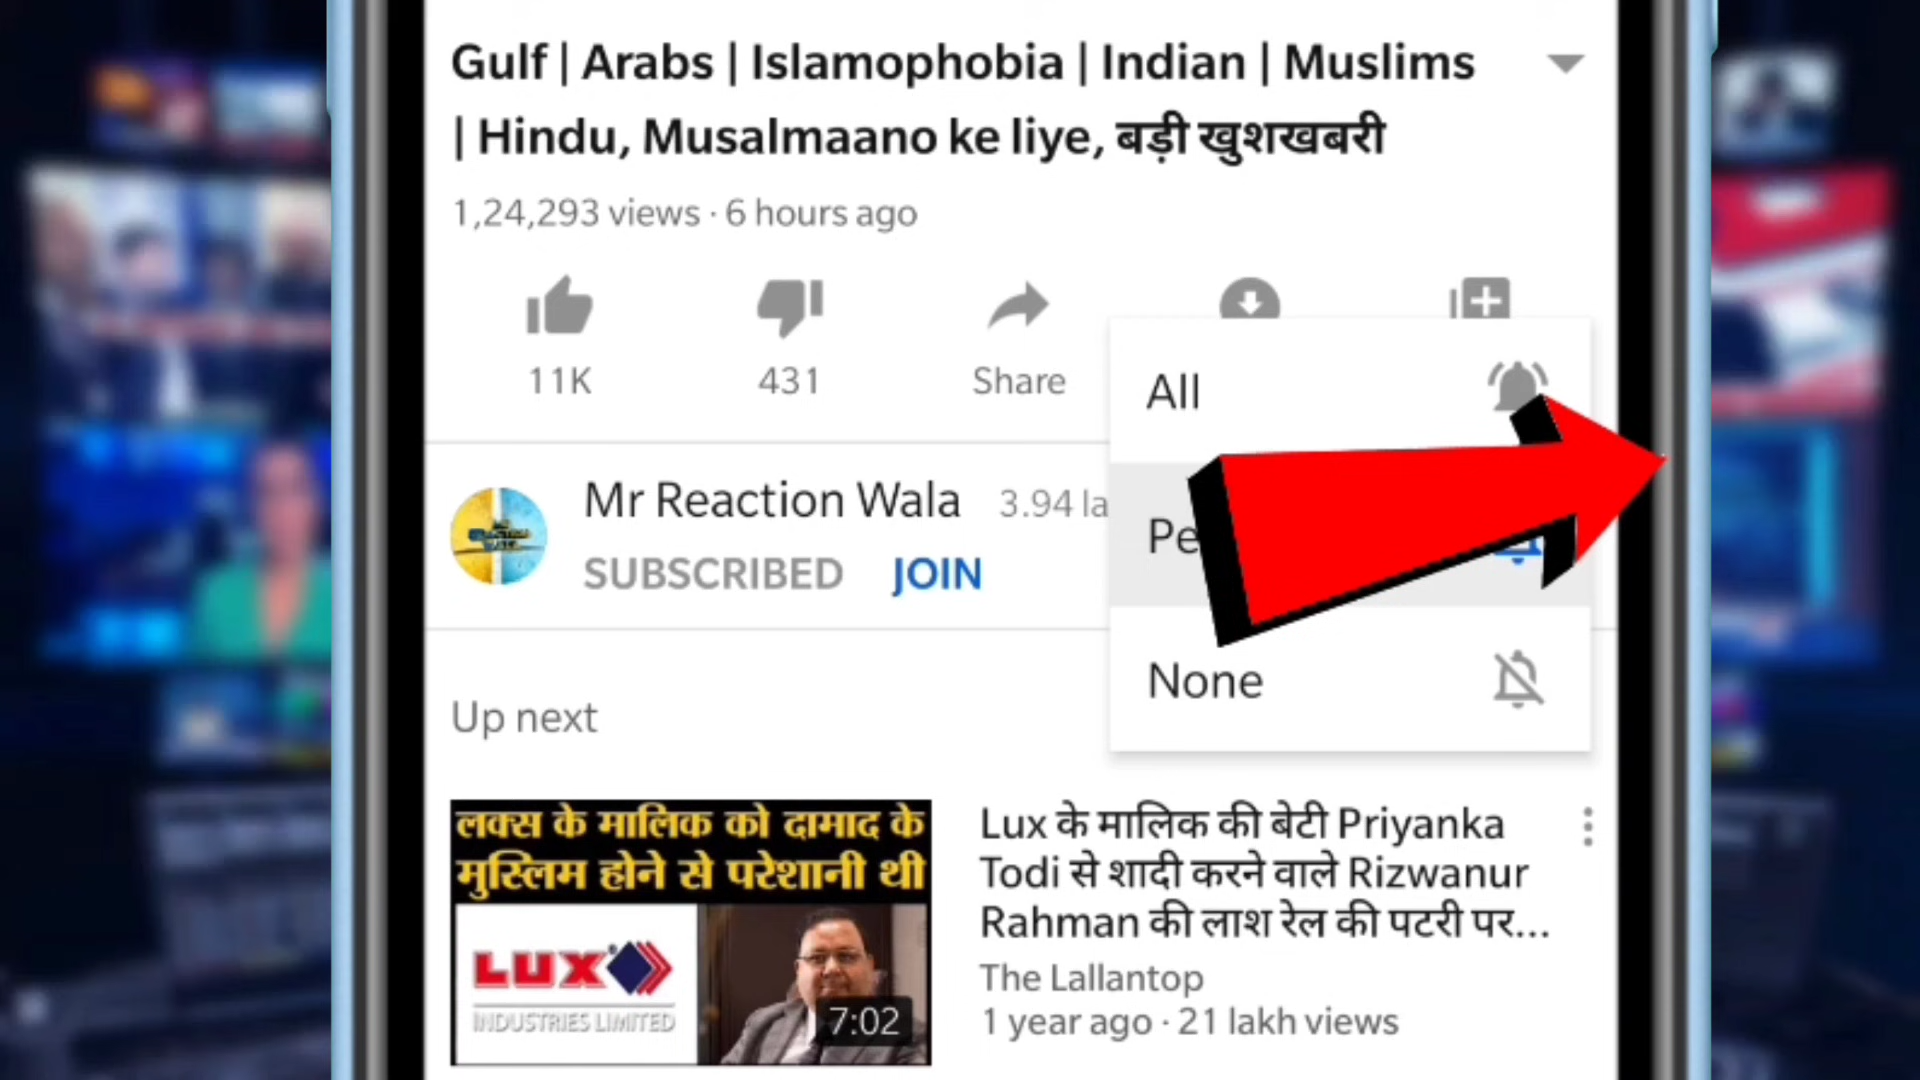 Gulf | Arabs | Islamophobia | Indian | Muslims
| Hindu, Musalmaano ke liye, बड़ी खुशखबरी
1,24,293 views · 6 hours ago
11K
431
Share
All
Mr Reaction Wala 3.94 la
Pe
SUBSCRIBED JOIN
None
Up next
लक्स के मालिक को दामाद के
मुस्लिम होने से परेशानी थी
LUX
INDUSTRIES LIMITED
7:02
Lux के मालिक की बेटी Priyanka
Todi से शादी करने वाले Rizwanur
Rahman की लाश रेल की पटरी पर...
The Lallantop
1 year ago · 21 lakh views